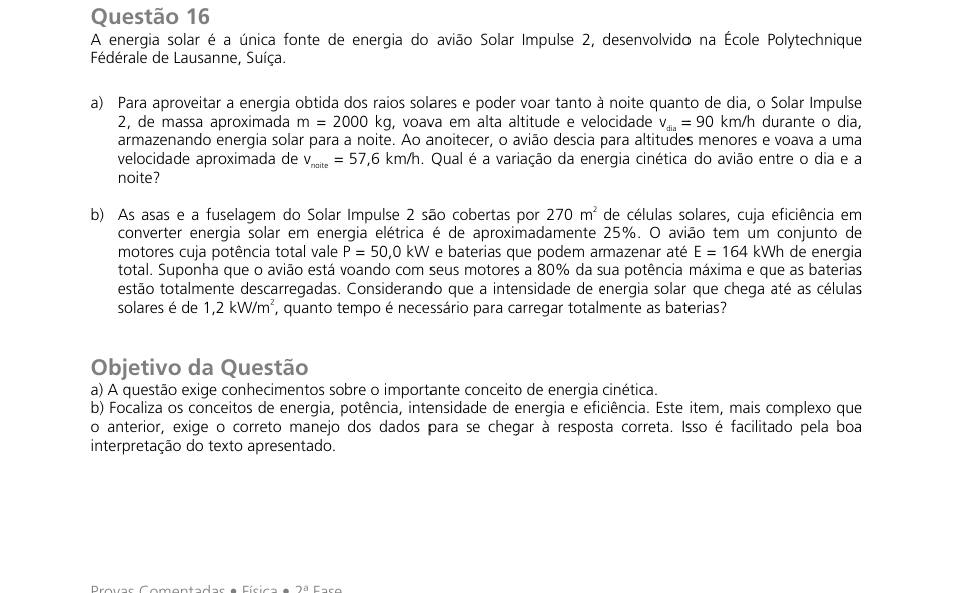 Questão 16
A energia solar é a única fonte de energia do avião Solar Impulse 2, desenvolvido na École Polytechnique
Fédérale de Lausanne, Suíça.
a) Para aproveitar a energia obtida dos raios solares e poder voar tanto à noite quanto de dia, o Solar Impulse
2, de massa aproximada m = 2000 kg, voava em alta altitude e velocidade v dia = 90 km/h durante o dia,
armazenando energia solar para a noite. Ao anoitecer, o avião descia para altitudes menores e voava a uma
velocidade aproximada de v noite = 57,6 km/h. Qual é a variação da energia cinética do avião entre o dia e a
noite?
b) As asas e a fuselagem do Solar Impulse 2 são cobertas por 270 m² de células solares, cuja eficiência em
converter energia solar em energia elétrica é de aproximadamente 25%. O avião tem um conjunto de
motores cuja potência total vale P = 50,0 kW e baterias que podem armazenar até E = 164 kWh de energia
total. Suponha que o avião está voando com seus motores a 80% da sua potência máxima e que as baterias
estão totalmente descarregadas. Considerando que a intensidade de energia solar que chega até as células
solares é de 1,2 kW/m², quanto tempo é necessário para carregar totalmente as baterias?
Objetivo da Questão
a) A questão exige conhecimentos sobre o importante conceito de energia cinética.
b) Focaliza os conceitos de energia, potência, intensidade de energia e eficiência. Este item, mais complexo que
o anterior, exige o correto manejo dos dados para se chegar à resposta correta. Isso é facilitado pela boa
interpretação do texto apresentado.
Provas Comentadas • Física • 2ª Fase